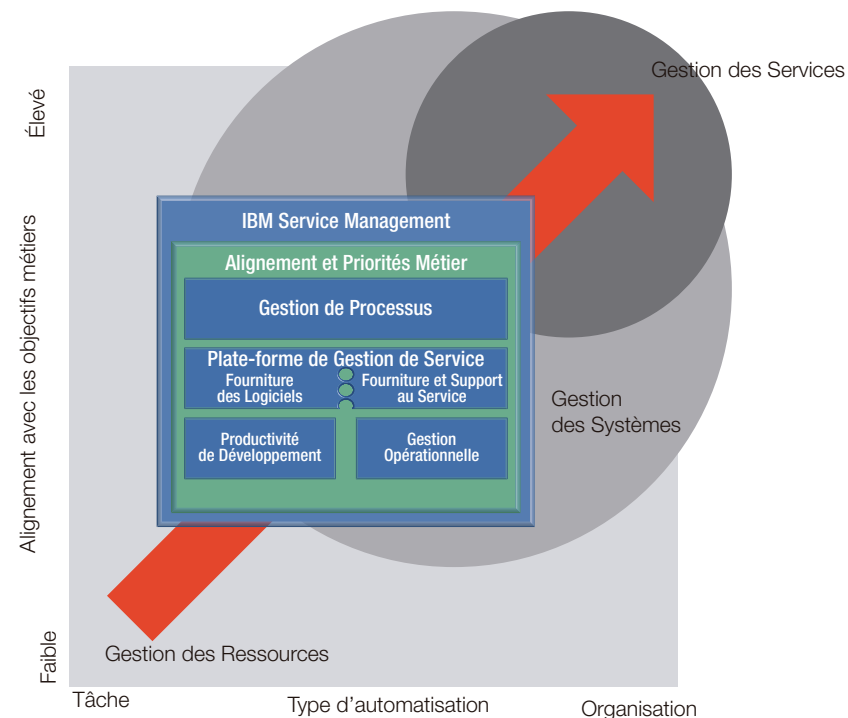 Gestion des Services
Élevé
Alignement avec les objectifs métiers
Faible
IBM Service Management
Alignement et Priorités Métier
Gestion de Processus
Plate-forme de Gestion de Service
Fourniture
des Logiciels
Fourniture et Support
au Service
Productivité
de Développement
Gestion
Opérationnelle
Gestion
des Systèmes
Gestion des Ressources
Tâche
Type d’automatisation
Organisation